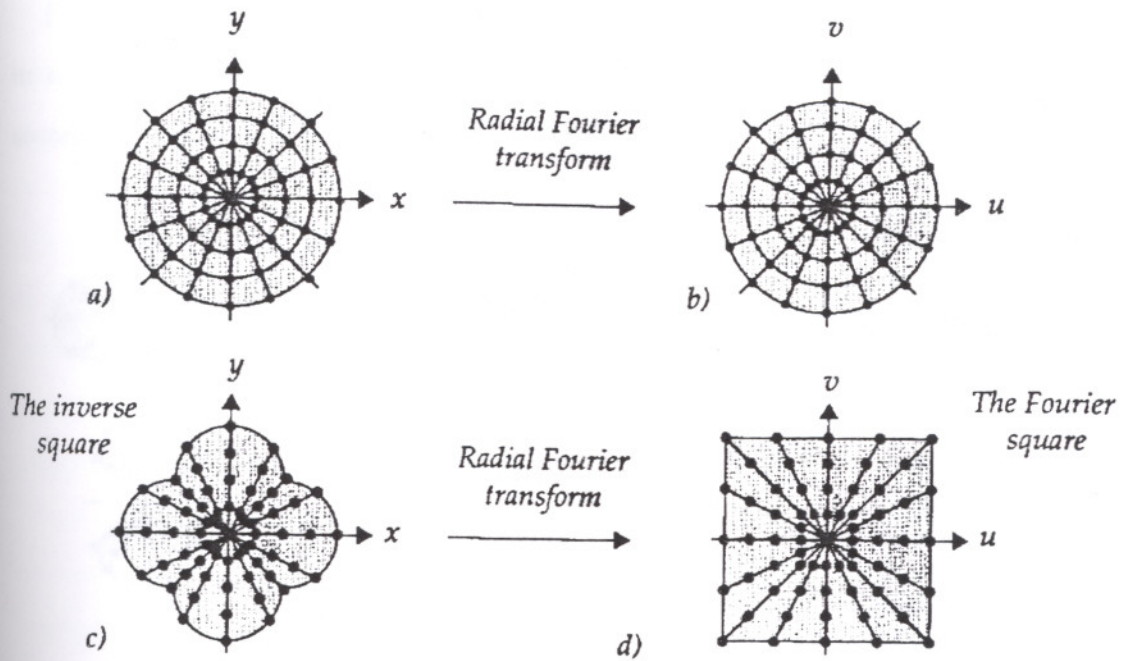 y
v
Radial Fourier
transform
x
u
a)
b)
y
v
The inverse
square
The Fourier
square
Radial Fourier
transform
x
u
c)
d)